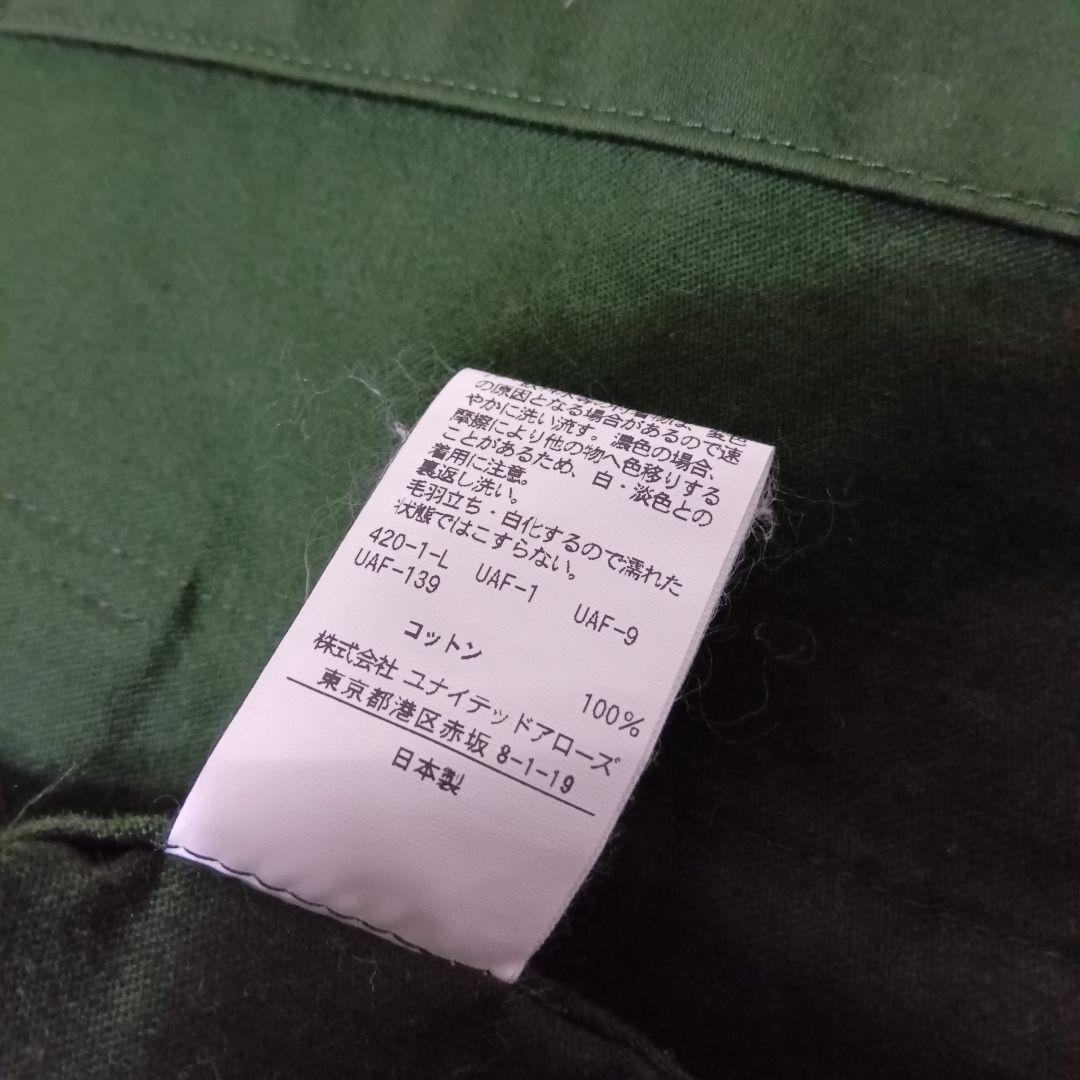 の原因となる場合があるので速
やかに洗い流す。濃色の場合、
摩擦により他の物へ色移りする
ことがあるため、白・淡色との
着用に注意。
裏返し洗い。
毛羽立ち・白化するので濡れた
状態ではこすらない。
420-1-L UAF-1 UAF-9
UAF-139
コットン 100%
株式会社 ユナイテッドアローズ
東京都港区赤坂 8-1-19
日本製